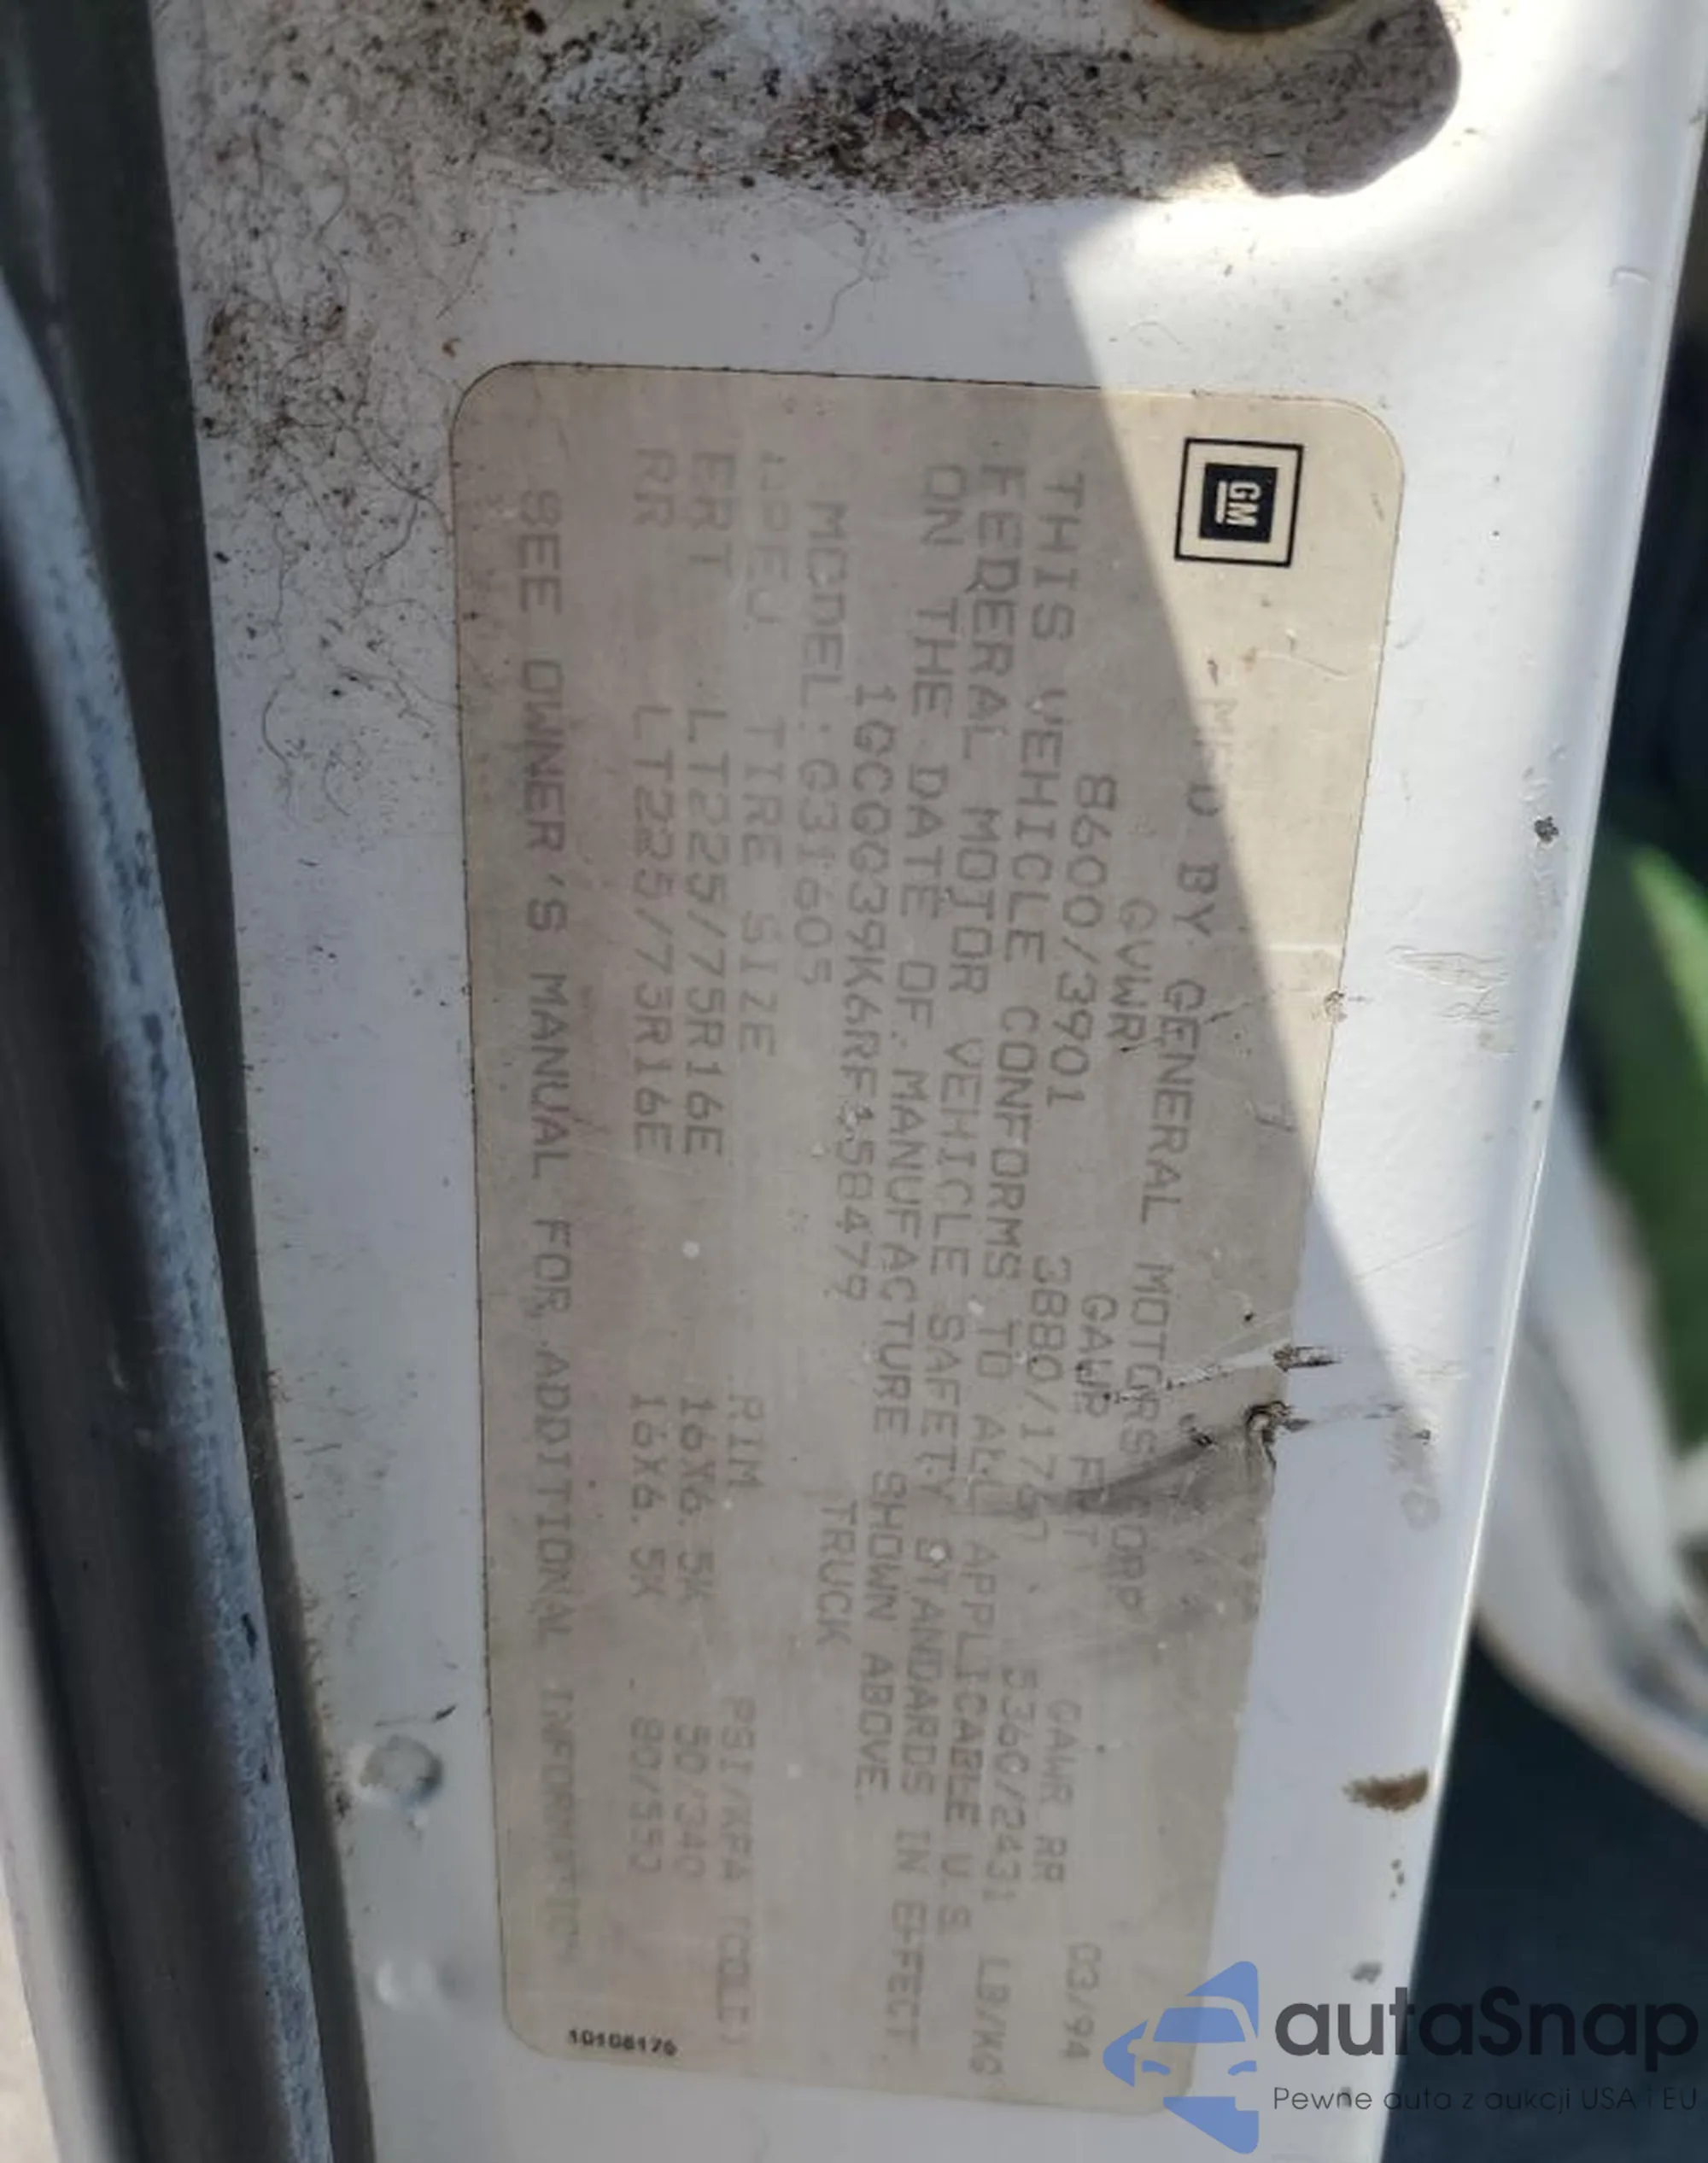 GM
BY GENERAL MOTORS CORP
03/94
GVWR GAWR FRT GAWR RR
8600/3901 3880/17 5360/2431 LB/KG
THIS VEHICLE CONFORMS TO ALL APPLICABLE U.S.
FEDERAL MOTOR VEHICLE SAFETY STANDARDS IN EFFECT
ON THE DATE OF MANUFACTURE SHOWN ABOVE.
MODEL: G31605 TRUCK
TIRE SIZE RIM PSI/KPA (COLD)
FRT LT225/75R16E 16X6.5K 50/340
RR LT225/75R16E 16X6.5K 80/550
SEE OWNER'S MANUAL FOR ADDITIONAL INFORMATION
10108176
autaSnap
Pewne auta z aukcji USA i EU